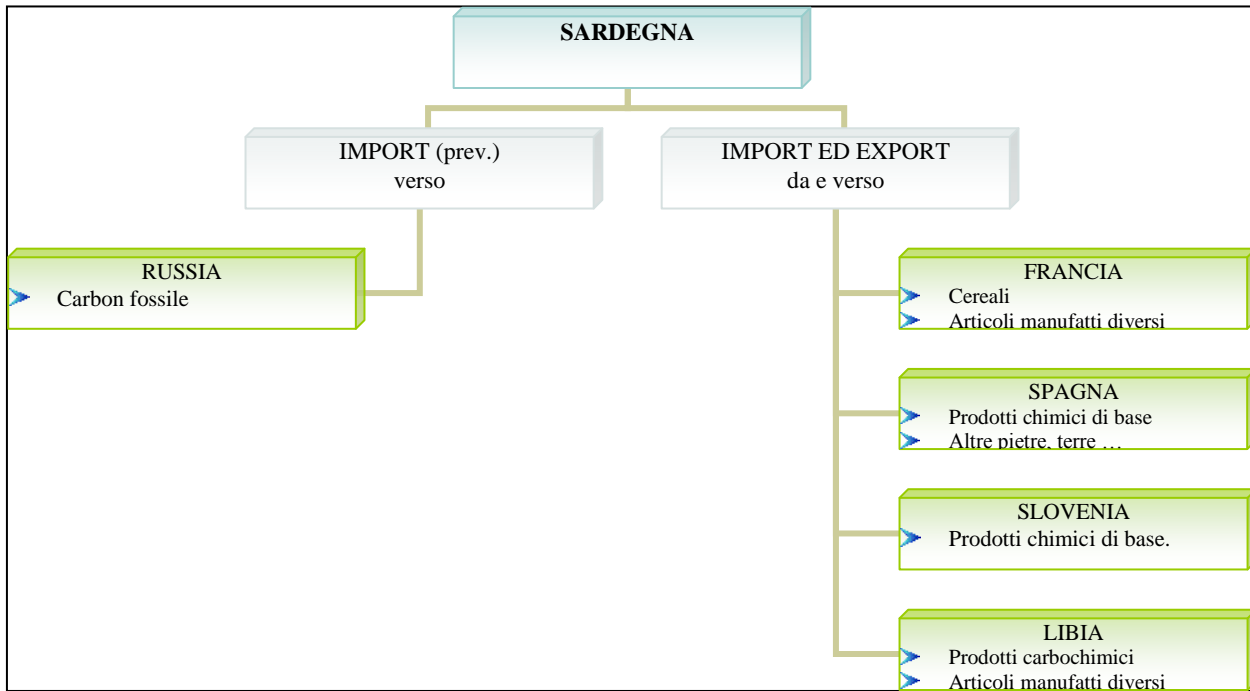 SARDEGNA
IMPORT (prev.)
verso
IMPORT ED EXPORT
da e verso
RUSSIA
Carbon fossile
FRANCIA
Cereali
Articoli manufatti diversi
SPAGNA
Prodotti chimici di base
Altre pietre, terre …
SLOVENIA
Prodotti chimici di base.
LIBIA
Prodotti carbochimici
Articoli manufatti diversi